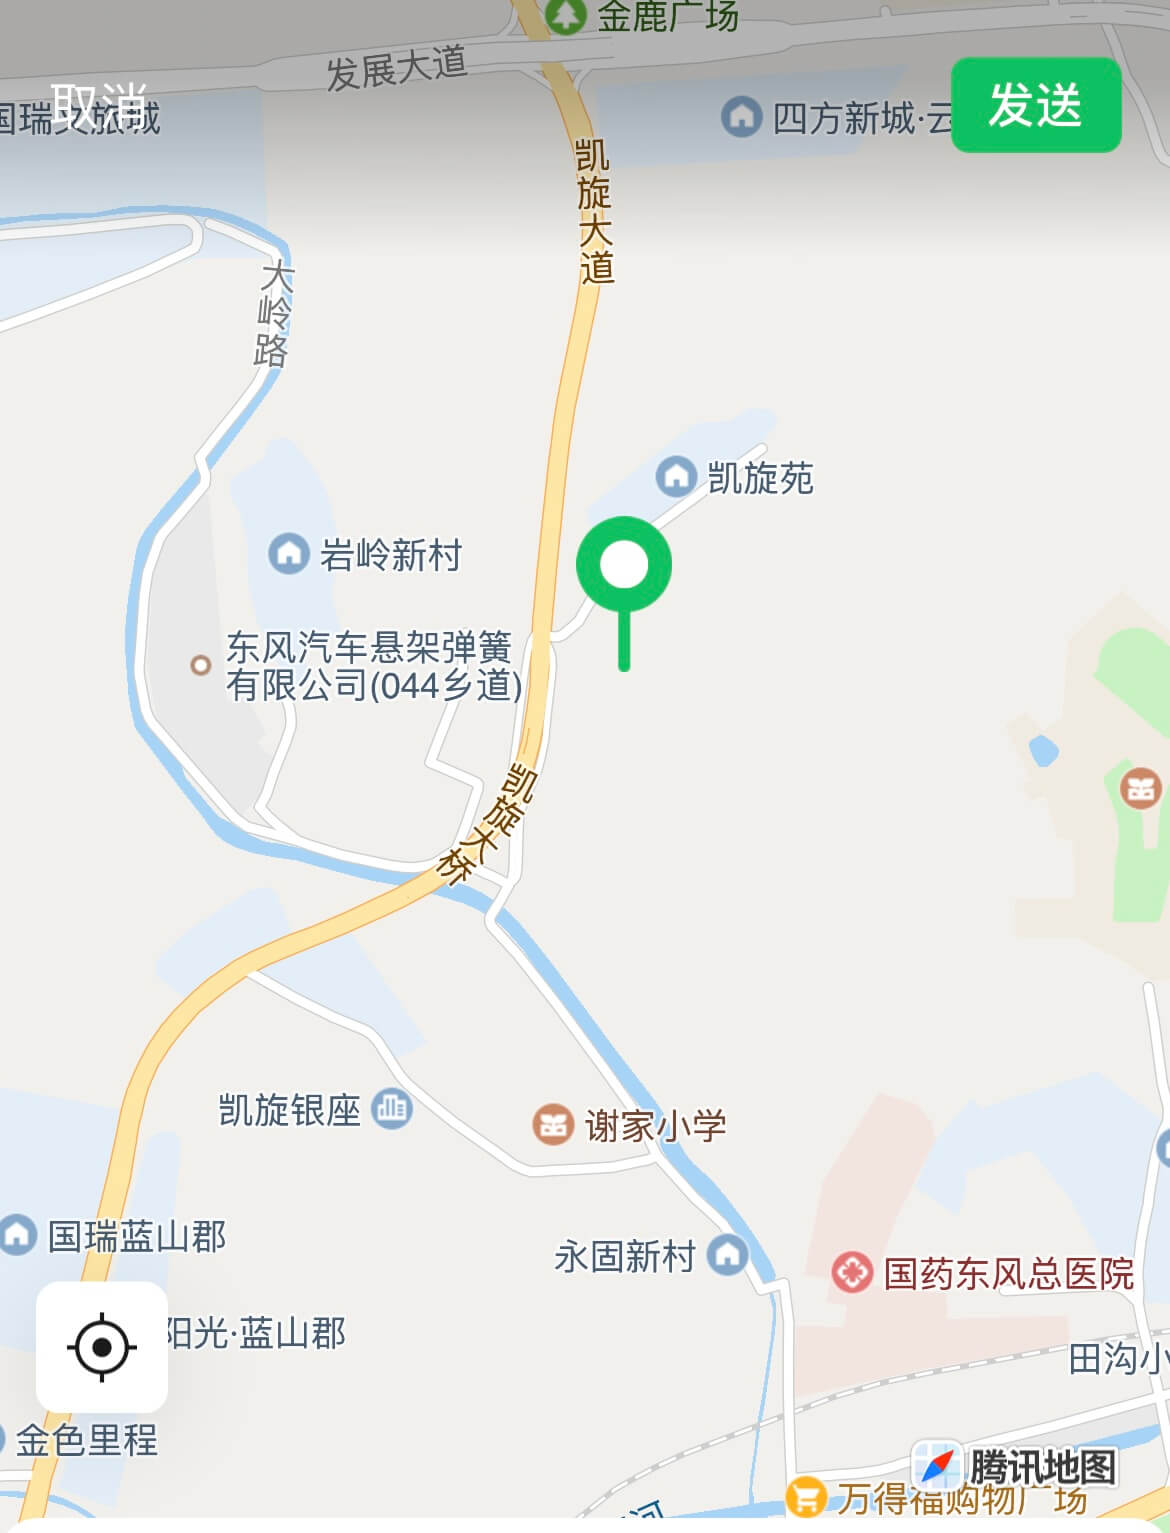 金鹿广场
发展大道
取消
国瑞文旅城
四方新城·云
发送
凯旋大道
大岭路
凯旋苑
岩岭新村
东风汽车悬架弹簧
有限公司(044乡道)
凯旋大桥
凯旋银座
谢家小学
国瑞蓝山郡
永固新村
国药东风总医院
阳光·蓝山郡
田沟小
金色里程
腾讯地图
万得福购物广场
河